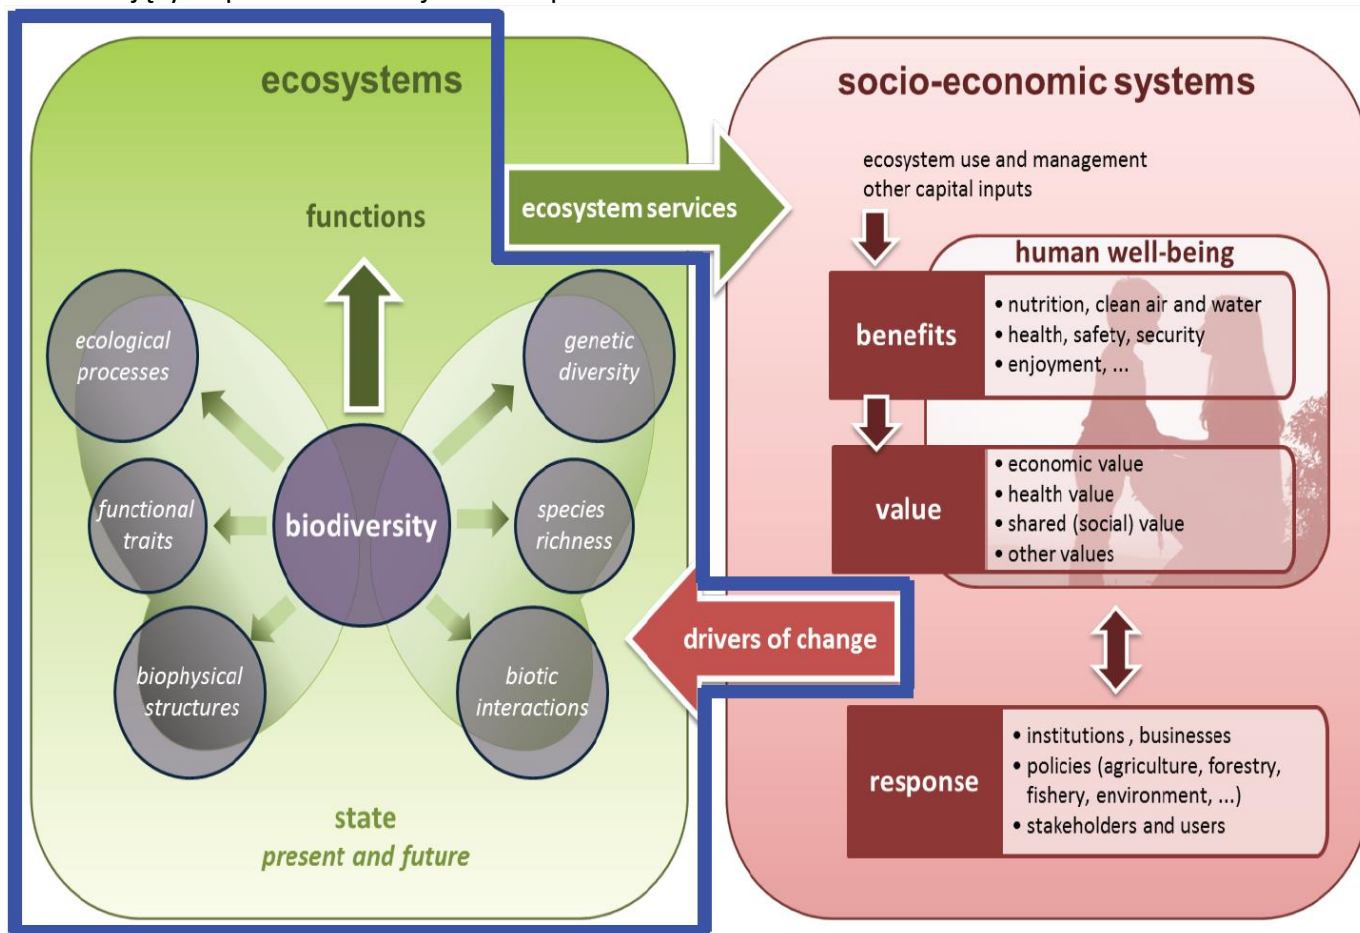 ecosystems
functions
ecological
processes
genetic
diversity
functional
traits
biodiversity
species
richness
biophysical
structures
biotic
interactions
state
present and future
ecosystem services
drivers of change
socio-economic systems
ecosystem use and management
other capital inputs
human well-being
benefits
• nutrition, clean air and water
• health, safety, security
• enjoyment, ...
value
• economic value
• health value
• shared (social) value
• other values
response
• institutions , businesses
• policies (agriculture, forestry,
fishery, environment, ...)
• stakeholders and users